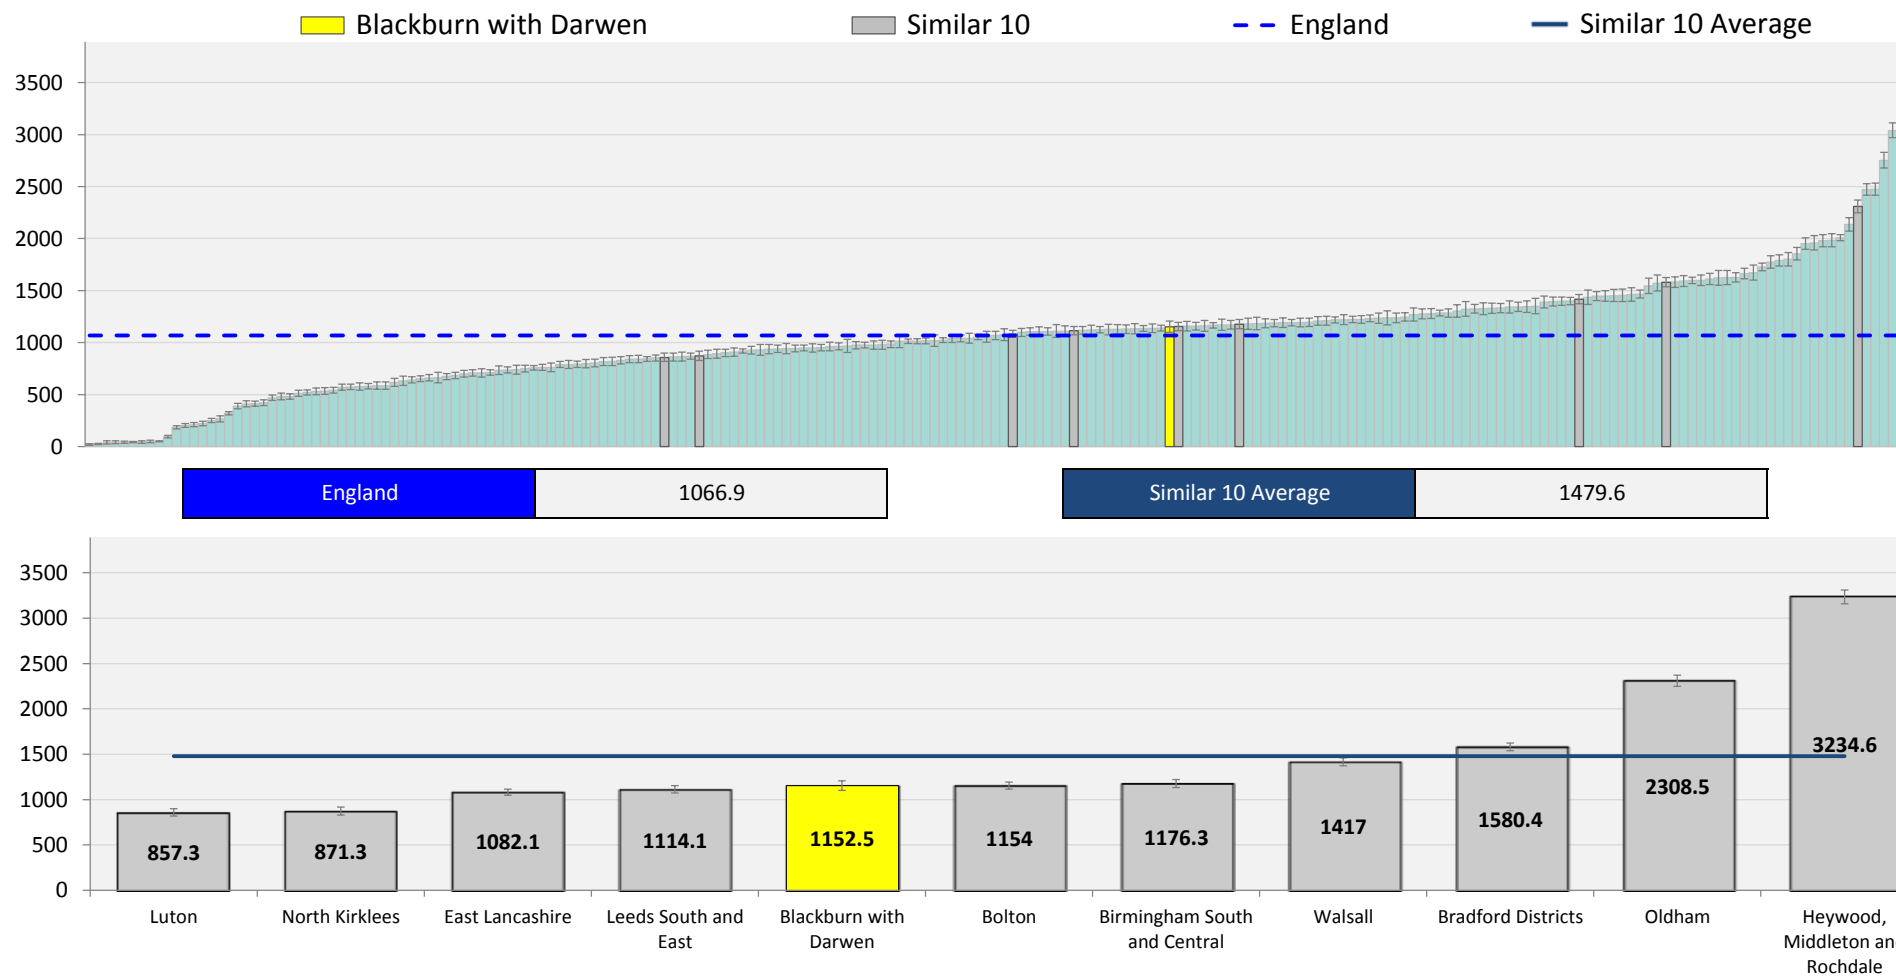 Blackburn with Darwen
Similar 10
England
Similar 10 Average
3500
3000
2500
2000
1500
1000
500
0
England
1066.9
Similar 10 Average
1479.6
3500
3000
2500
2000
1500
1000
500
0
857.3
871.3
1082.1
1114.1
1152.5
1154
1176.3
1417
1580.4
2308.5
3234.6
Luton
North Kirklees
East Lancashire
Leeds South and
East
Blackburn with
Darwen
Bolton
Birmingham South
and Central
Walsall
Bradford Districts
Oldham
Heywood,
Middleton an
Rochdale